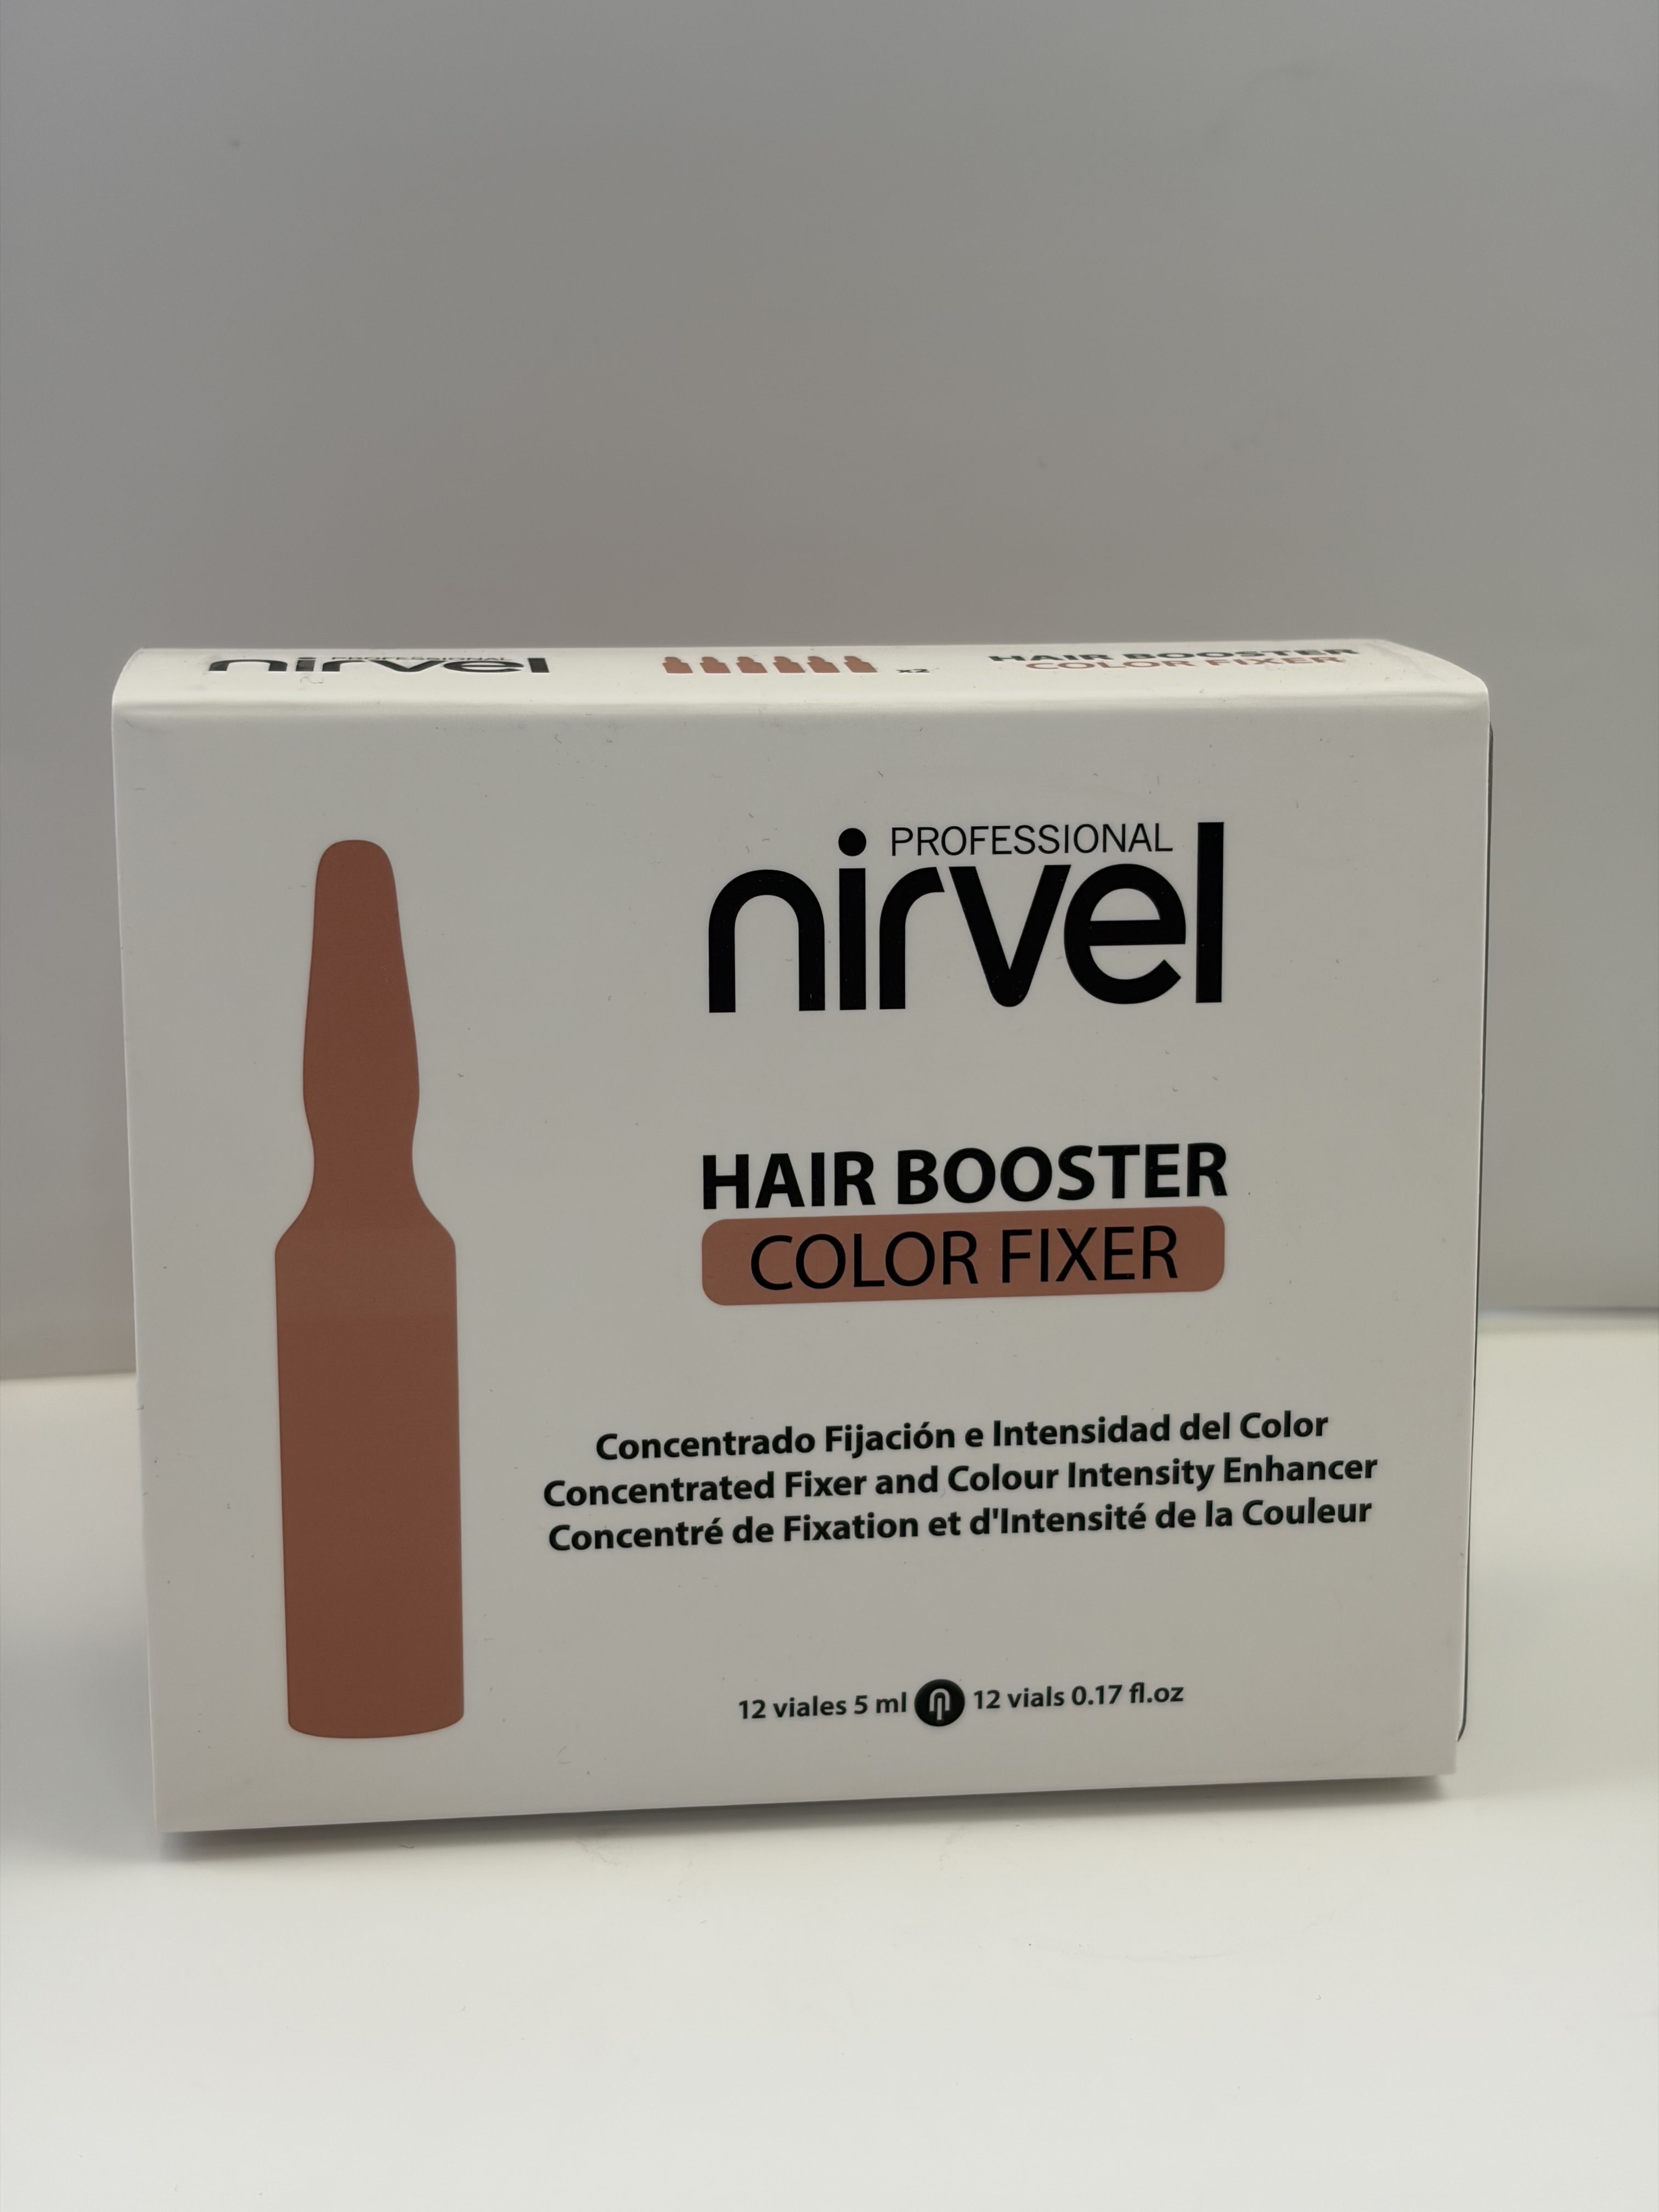 nirvel PROFESSIONAL
x2
HAIR BOOSTER
COLOR FIXER
PROFESSIONAL
nirvel
HAIR BOOSTER
COLOR FIXER
Concentrado Fijación e Intensidad del Color
Concentrated Fixer and Colour Intensity Enhancer
Concentré de Fixation et d'Intensité de la Couleur
12 viales 5 ml 12 vials 0.17 fl.oz